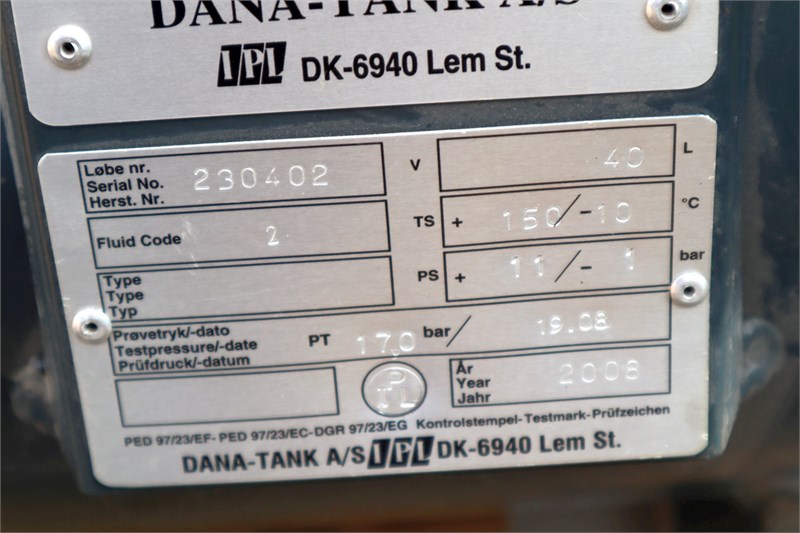 DANA-TANK A/S
IPL DK-6940 Lem St.
Løbe nr.
Serial No. 230402
Herst. Nr.
V 40 L
Fluid Code 2
TS + 150/-10 °C
Type
Type
Typ
PS + 11/- 1 bar
Prøvetryk/-dato
Testpressure/-date
Prüfdruck/-datum
PT 17,0 bar/ 19.08
IPL
År
Year 2008
Jahr
PED 97/23/EF- PED 97/23/EC-DGR 97/23/EG Kontrolstempel-Testmark-Prüfzeichen
DANA-TANK A/S IPL DK-6940 Lem St.